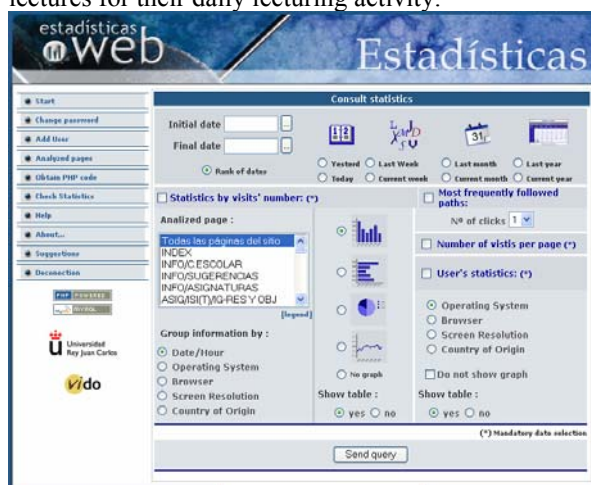 lectures for their daily lecturing activity.
estadísticas
web
Estadísticas
Start
Change password
Add User
Analyzed pages
Obtain PHP code
Check Statistics
Help
About...
Suggestions
Deconection
PHP POWERED
MySQL
Universidad
Rey Juan Carlos
Vido
Consult statistics
Initial date
Final date
Rank of dates
31
Yesterd
Last Week
Last month
Last year
Today
Current week
Current month
Current year
Statistics by visits' number: (*)
Analized page :
Todas las páginas del sitio
INDEX
INFO/C.ESCOLAR
INFO/SUGERENCIAS
INFO/ASIGNATURAS
ASIG/ISI(T)/IG-RES Y OBJ
[legend]
Group information by :
Date/Hour
Operating System
Browser
Screen Resolution
Country of Origin
No graph
Show table :
yes
no
Most frequently followed
paths:
Nº of clicks 1
Number of vistis per page (*)
User's statistics: (*)
Operating System
Browser
Screen Resolution
Country of Origin
Do not show graph
Show table :
yes
no
(*) Mandatory data selection
Send query